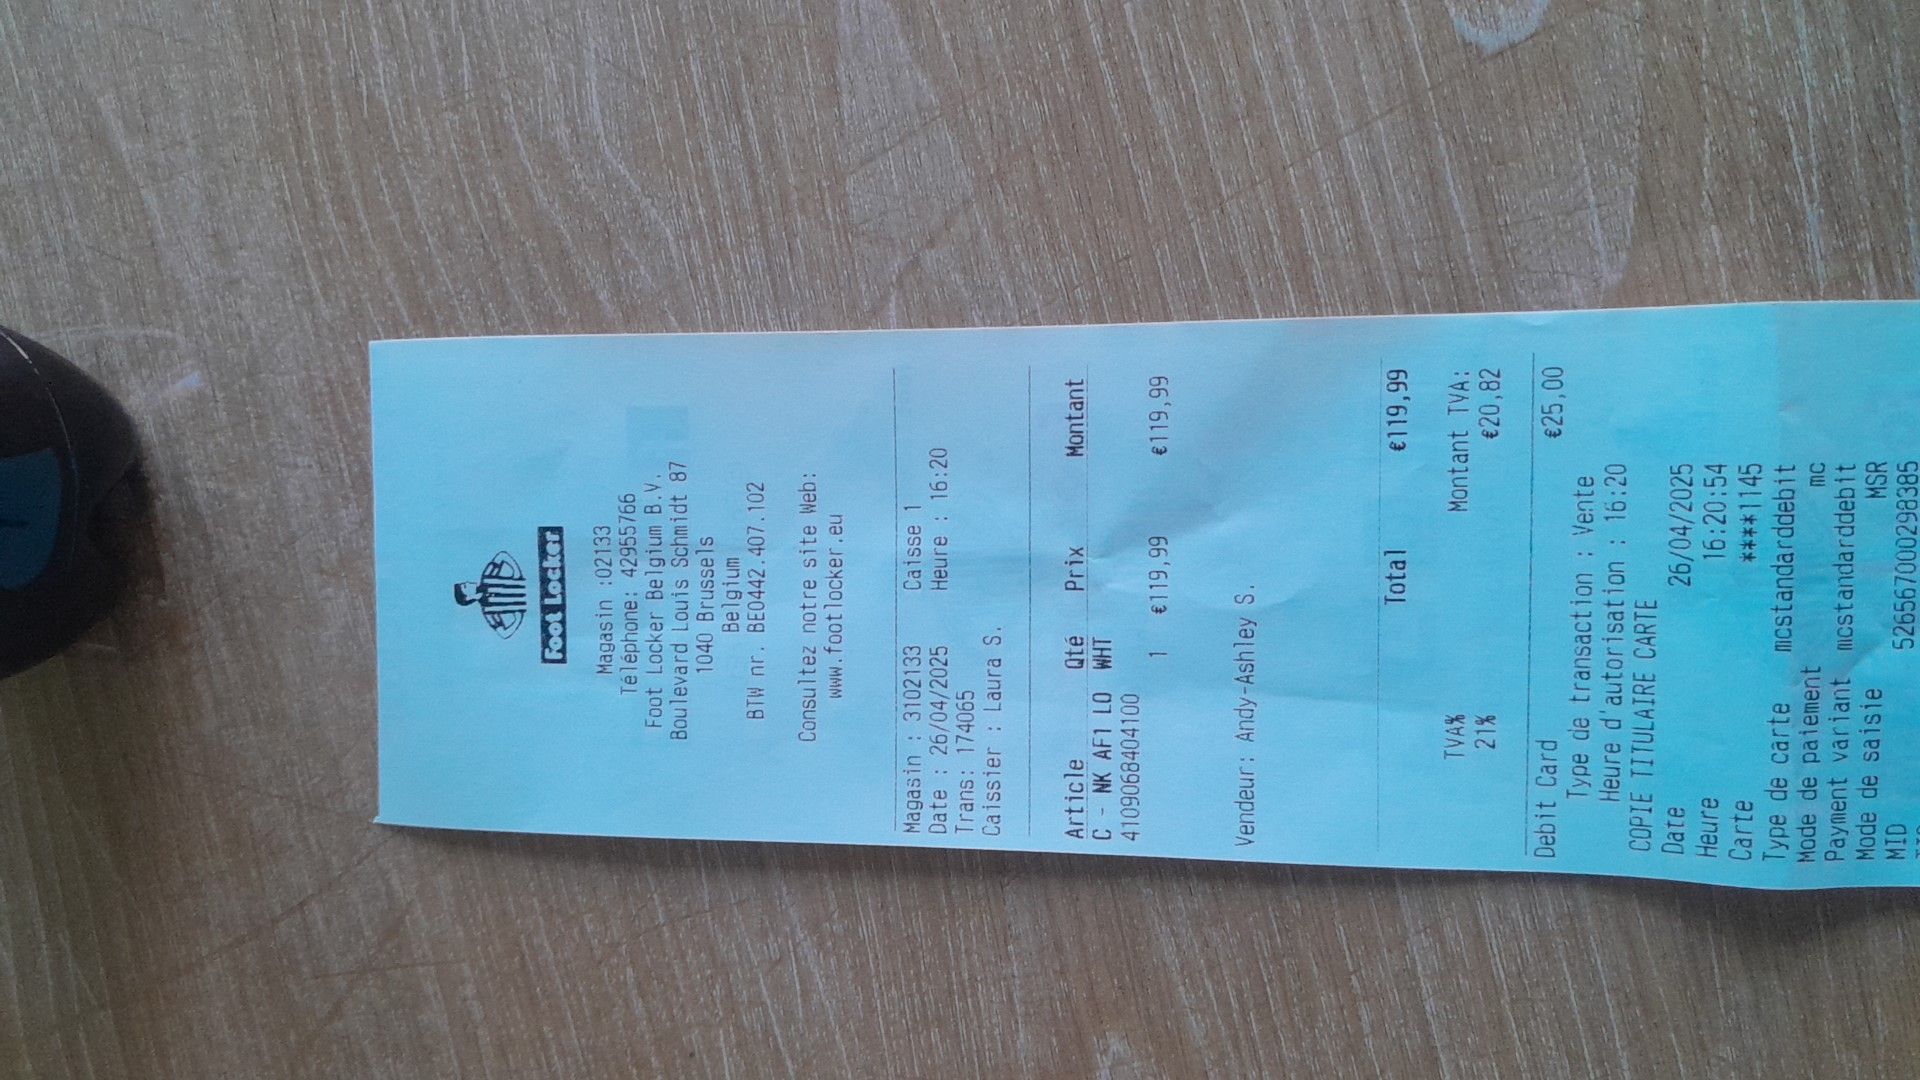 Foot Locker
Magasin :02133
Téléphone: 42955766
Foot Locker Belgium B.V.
Boulevard Louis Schmidt 87
1040 Brussels
Belgium
BTW nr. BE0442.407.102
Consultez notre site Web:
www.footlocker.eu
Magasin : 3102133 Caisse 1
Date : 26/04/2025 Heure : 16:20
Trans: 174065
Caissier : Laura S.
Article Qté Prix Montant
C - NK AF1 LO WHT
4109068404100
1 €119,99 €119,99
Vendeur: Andy-Ashley S.
Total €119,99
TVA% Montant TVA:
21% €20,82
Debit Card €25,00
Type de transaction : Vente
Heure d'autorisation : 16:20
COPIE TITULAIRE CARTE
Date 26/04/2025
Heure 16:20:54
Carte ****1145
Type de carte mcstandarddebit
Mode de paiement mc
Payment variant mcstandarddebit
Mode de saisie MSR
MID 526567000298385